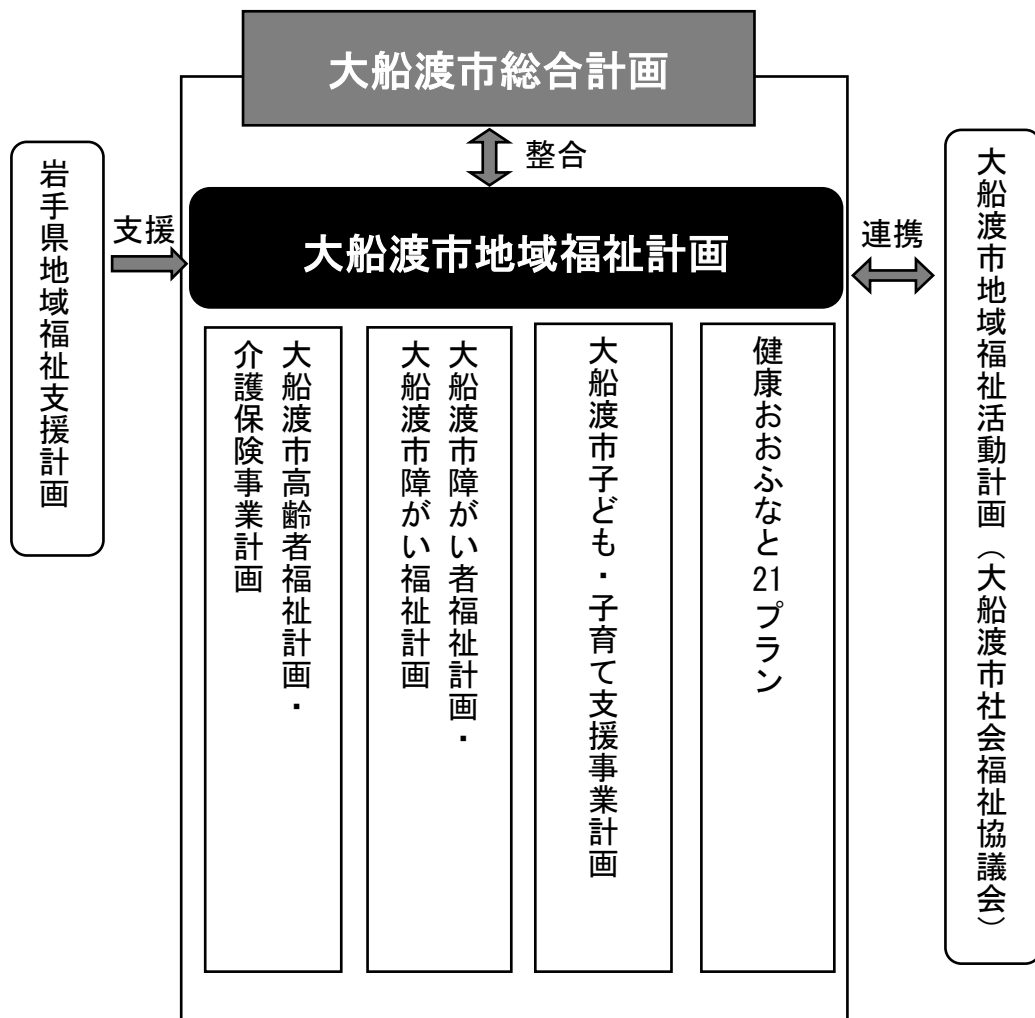 大船渡市総合計画
整合
岩手県地域福祉支援計画
支援
大船渡市地域福祉計画
連携
大船渡市地域福祉活動計画（大船渡市社会福祉協議会）
大船渡市高齢者福祉計画・
介護保険事業計画
大船渡市障がい者福祉計画・
大船渡市障がい福祉計画
大船渡市子ども・子育て支援事業計画
健康おおふなと21プラン